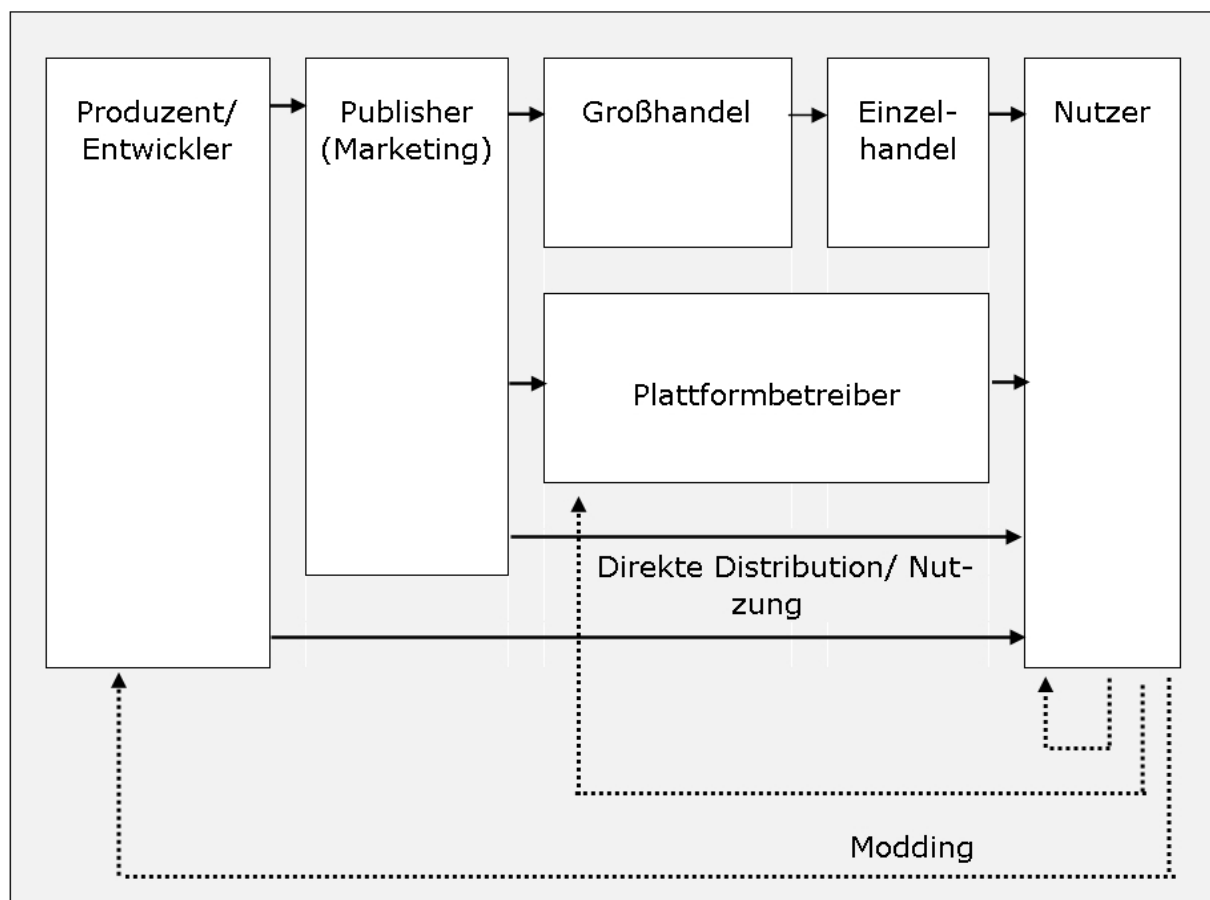 Produzent/
Entwickler
Publisher
(Marketing)
Großhandel
Einzel-
handel
Nutzer
Plattformbetreiber
Direkte Distribution/ Nut-
zung
Modding